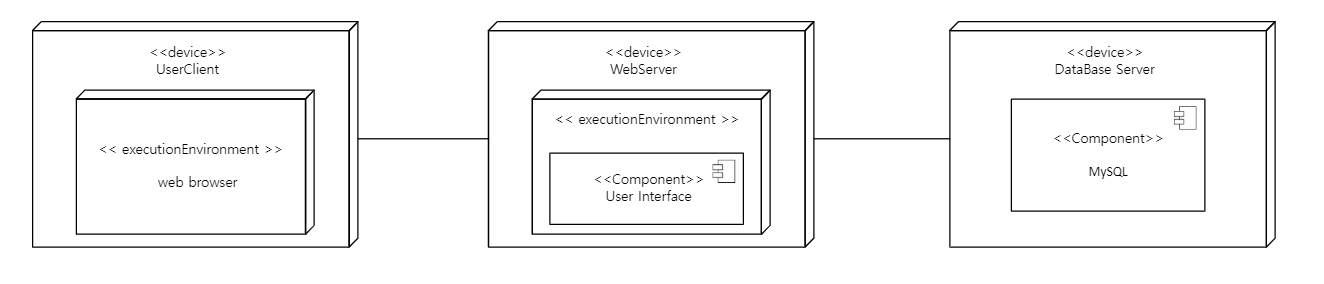 <<device>>
UserClient
<< executionEnvironment >>
web browser
<<device>>
WebServer
<< executionEnvironment >>
<<Component>>
User Interface
<<device>>
DataBase Server
<<Component>>
MySQL